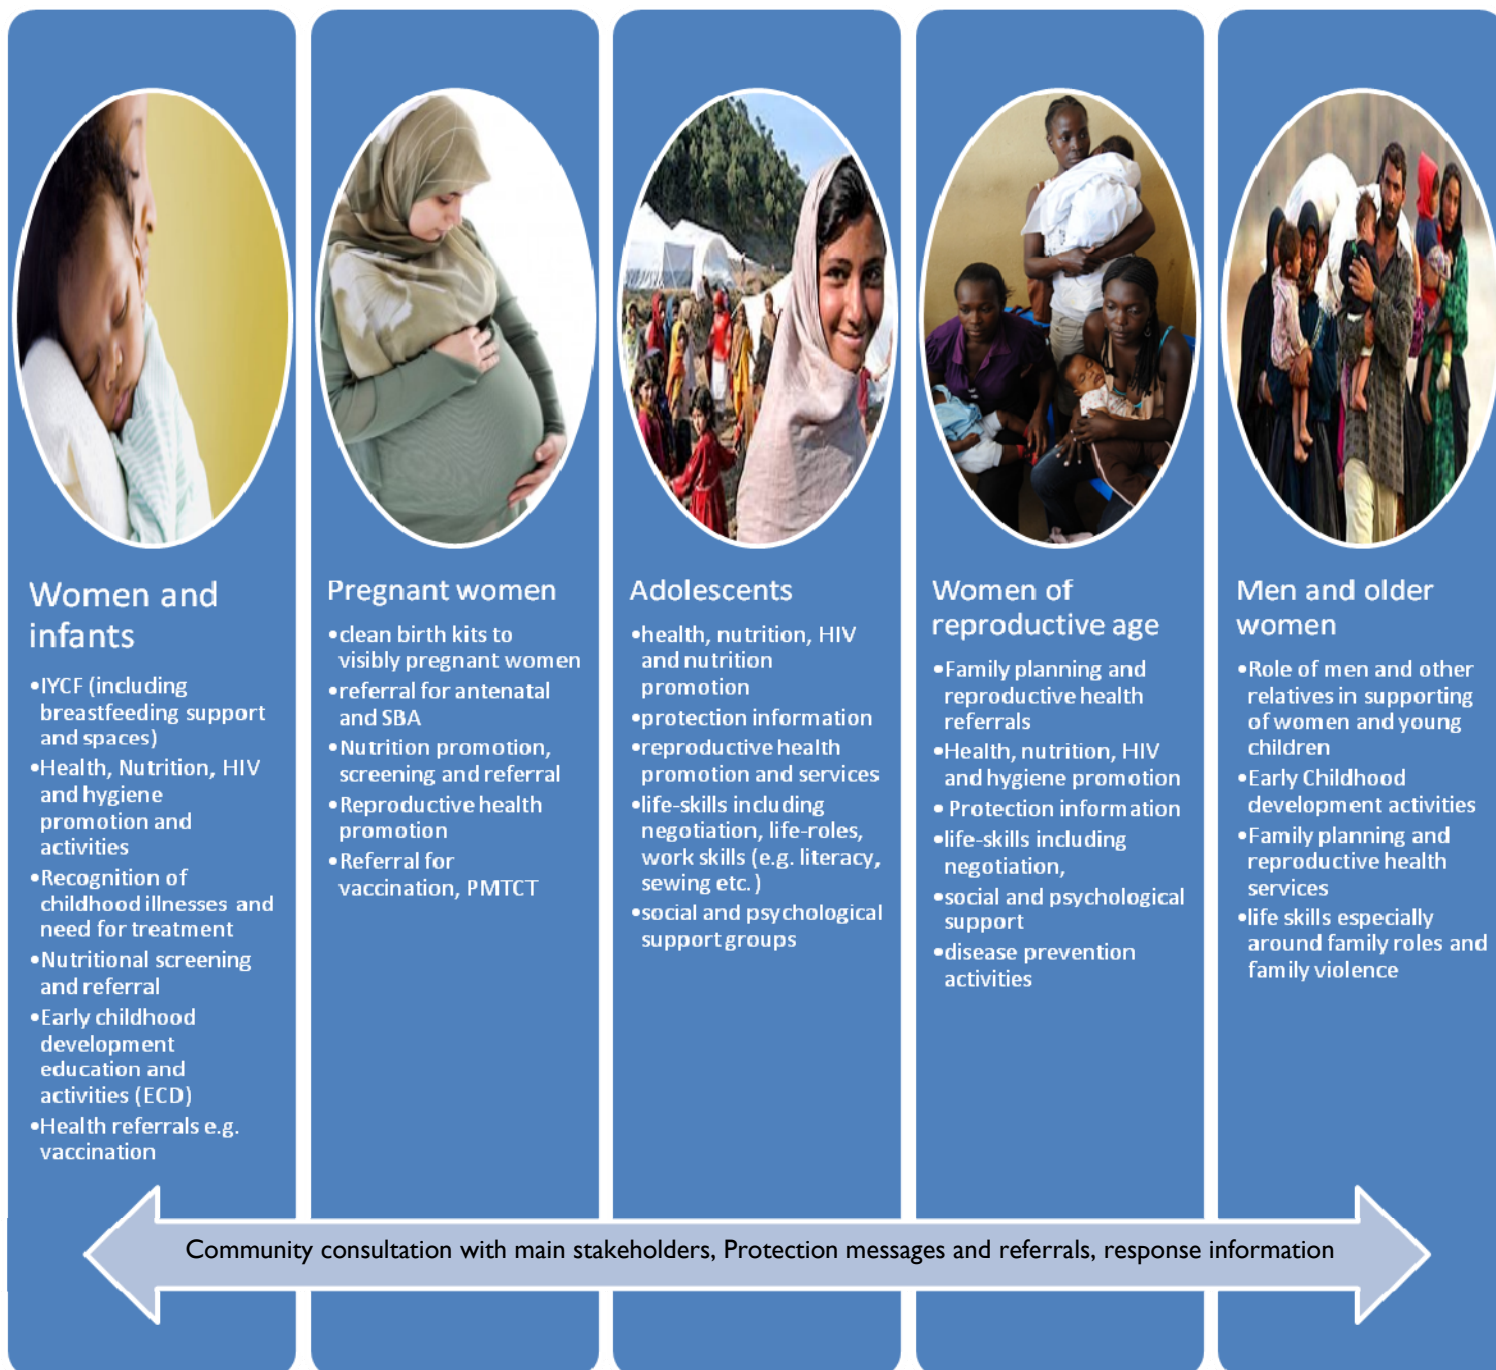 Women and
infants
•IYCF (including
breastfeeding support
and spaces)
•Health, Nutrition, HIV
and hygiene
promotion and
activities
•Recognition of
childhood illnesses and
need for treatment
•Nutritional screening
and referral
•Early childhood
development
education and
activities (ECD)
•Health referrals e.g.
vaccination
Pregnant women
•clean birth kits to
visibly pregnant women
•referral for antenatal
and SBA
•Nutrition promotion,
screening and referral
•Reproductive health
promotion
•Referral for
vaccination, PMTCT
Adolescents
•health, nutrition, HIV
and nutrition
promotion
•protection information
•reproductive health
promotion and services
•life-skills including
negotiation, life-roles,
work skills (e.g. literacy,
sewing etc.)
•social and psychological
support groups
Women of
reproductive age
•Family planning and
reproductive health
referrals
•Health, nutrition, HIV
and hygiene promotion
• Protection information
•life-skills including
negotiation,
•social and psychological
support
•disease prevention
activities
Men and older
women
•Role of men and other
relatives in supporting
of women and young
children
•Early Childhood
development activities
•Family planning and
reproductive health
services
•life skills especially
around family roles and
family violence
Community consultation with main stakeholders, Protection messages and referrals, response information